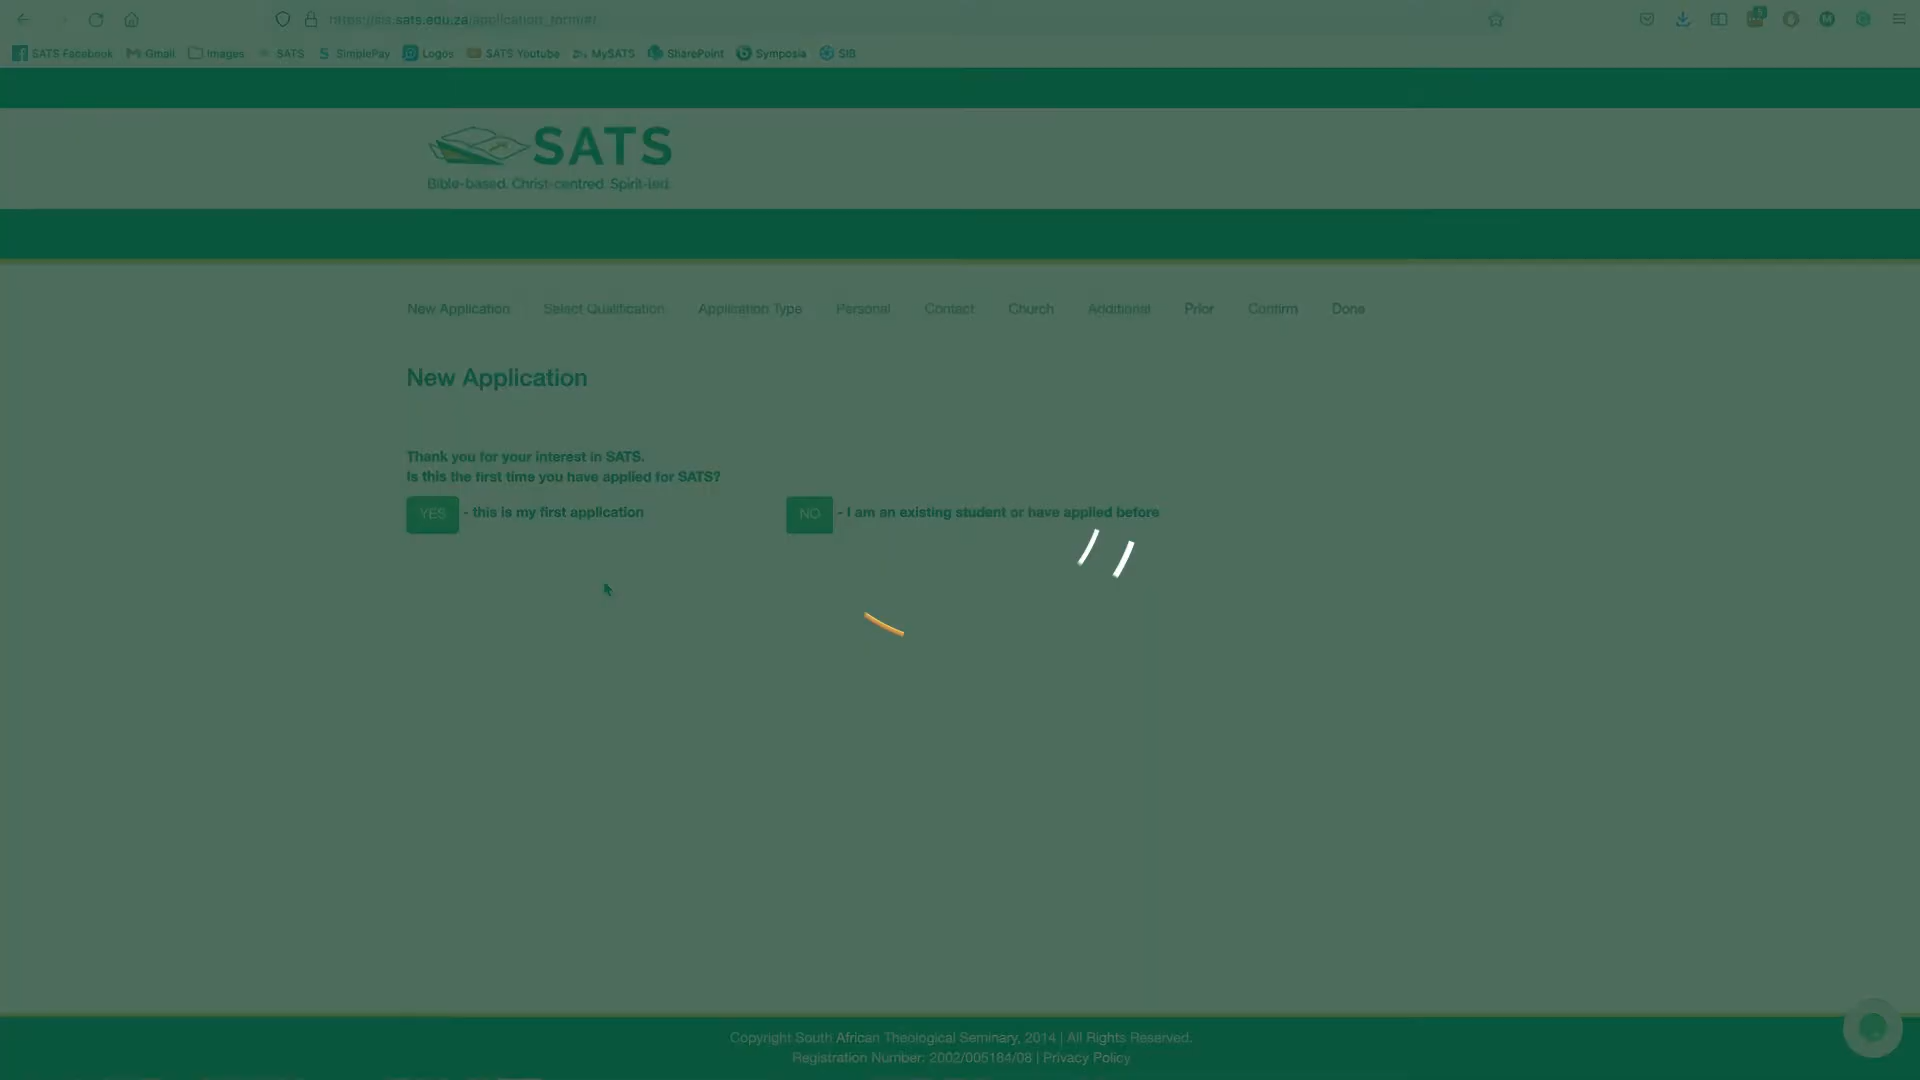 https://sis.sats.edu.za/application_form/#/
SATS Facebook Gmail Images SATS SimplePay Logos SATS Youtube MySATS SharePoint Symposia SIB
SATS
Bible-based. Christ-centred. Spirit-led.
New Application Select Qualification Application Type Personal Contact Church Additional Prior Confirm Done
New Application
Thank you for your interest in SATS.
Is this the first time you have applied for SATS?
YES - this is my first application NO - I am an existing student or have applied before
Copyright South African Theological Seminary, 2014 | All Rights Reserved.
Registration Number: 2002/005184/08 | Privacy Policy